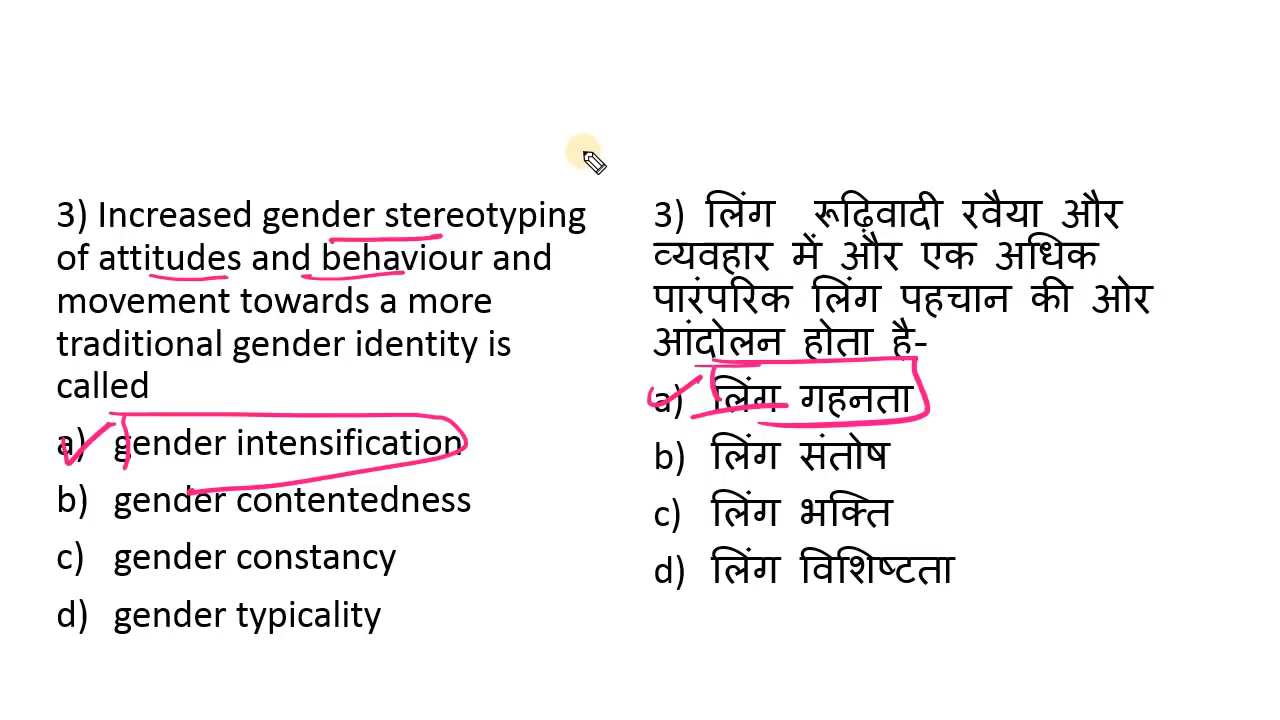 3) Increased gender stereotyping
of attitudes and behaviour and
movement towards a more
traditional gender identity is
called
a) gender intensification
b) gender contentedness
c) gender constancy
d) gender typicality
3) लिंग रूढ़िवादी रवैया और
व्यवहार में और एक अधिक
पारंपरिक लिंग पहचान की ओर
आंदोलन होता है-
a) लिंग गहनता
b) लिंग संतोष
c) लिंग भक्ति
d) लिंग विशिष्टता